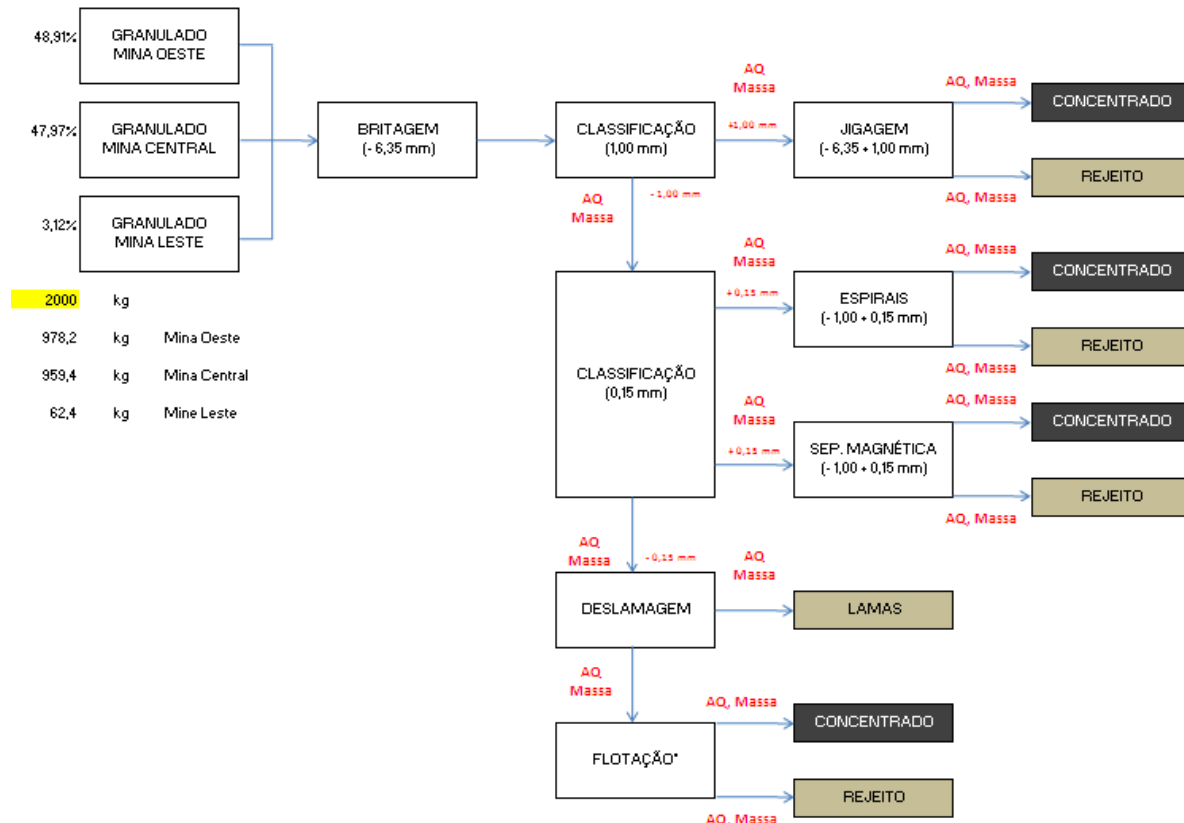 48,91%
GRANULADO
MINA OESTE
47,97%
GRANULADO
MINA CENTRAL
3,12%
GRANULADO
MINA LESTE
2000 kg
978,2 kg Mina Oeste
959,4 kg Mina Central
62,4 kg Mine Leste
BRITAGEM
(- 6,35 mm)
CLASSIFICAÇÃO
(1,00 mm)
AQ
Massa
+1,00 mm
JIGAGEM
(- 6,35 + 1,00 mm)
AQ, Massa
CONCENTRADO
REJEITO
AQ, Massa
AQ
Massa
- 1,00 mm
CLASSIFICAÇÃO
(0,15 mm)
AQ
Massa
+ 0,15 mm
ESPIRAIS
(- 1,00 + 0,15 mm)
AQ, Massa
CONCENTRADO
REJEITO
AQ, Massa
AQ
Massa
+ 0,15 mm
SEP. MAGNÉTICA
(- 1,00 + 0,15 mm)
AQ, Massa
CONCENTRADO
REJEITO
AQ, Massa
AQ
Massa
- 0,15 mm
DESLAMAGEM
AQ
Massa
LAMAS
AQ
Massa
FLOTAÇÃO*
AQ, Massa
CONCENTRADO
REJEITO
AQ, Massa